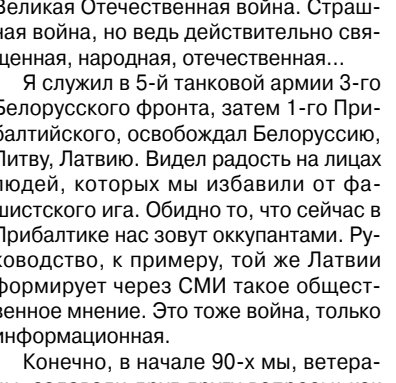 Великая Отечественная война. Страш-
ная война, но ведь действительно свя-
щенная, народная, отечественная...
Я служил в 5-й танковой армии 3-го
Белорусского фронта, затем 1-го При-
балтийского, освобождал Белоруссию,
Литву, Латвию. Видел радость на лицах
людей, которых мы избавили от фа-
шистского ига. Обидно то, что сейчас в
Прибалтике нас зовут оккупантами. Ру-
ководство, к примеру, той же Латвии
формирует через СМИ такое общест-
венное мнение. Это тоже война, только
информационная.
Конечно, в начале 90-х мы, ветера-